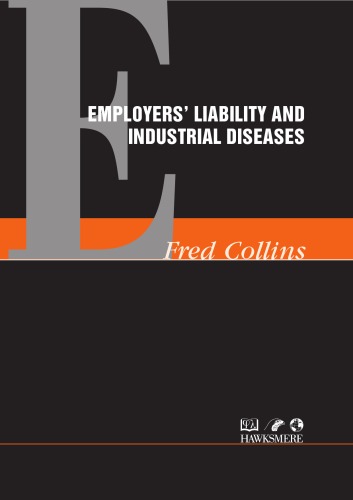 E
EMPLOYERS' LIABILITY AND
INDUSTRIAL DISEASES
Fred Collins
HAWKSMERE